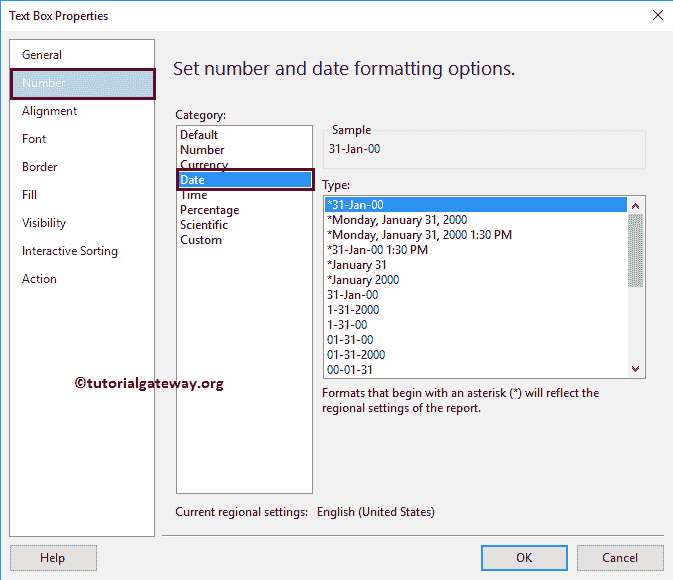 Text Box Properties
General
Number
Alignment
Font
Border
Fill
Visibility
Interactive Sorting
Action
©tutorialgateway.org
Set number and date formatting options.
Category:
Default
Number
Currency
Date
Time
Percentage
Scientific
Custom
Sample
31-Jan-00
Type:
*31-Jan-00
*Monday, January 31, 2000
*Monday, January 31, 2000 1:30 PM
*31-Jan-00 1:30 PM
*January 31
*January 2000
31-Jan-00
1-31-2000
1-31-00
01-31-00
01-31-2000
00-01-31
Formats that begin with an asterisk (*) will reflect the
regional settings of the report.
Current regional settings: English (United States)
Help
OK
Cancel